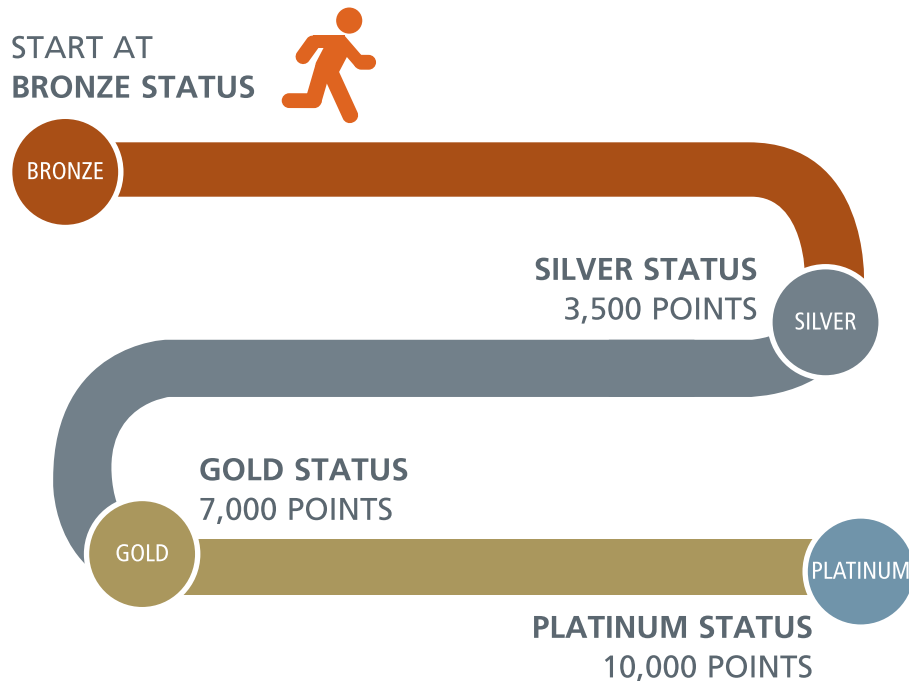 START AT
BRONZE STATUS
BRONZE
SILVER STATUS
3,500 POINTS
SILVER
GOLD STATUS
7,000 POINTS
GOLD
PLATINUM
PLATINUM STATUS
10,000 POINTS